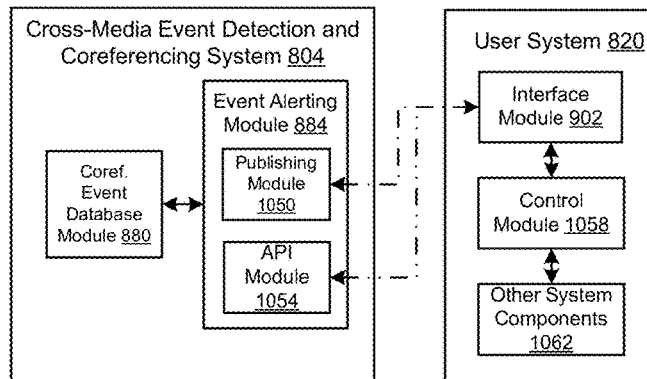 Cross-Media Event Detection and
Coreferencing System 804
Event Alerting
Module 884
Publishing
Module
1050
API
Module
1054
Coref.
Event
Database
Module 880
User System 820
Interface
Module 902
Control
Module 1058
Other System
Components
1062